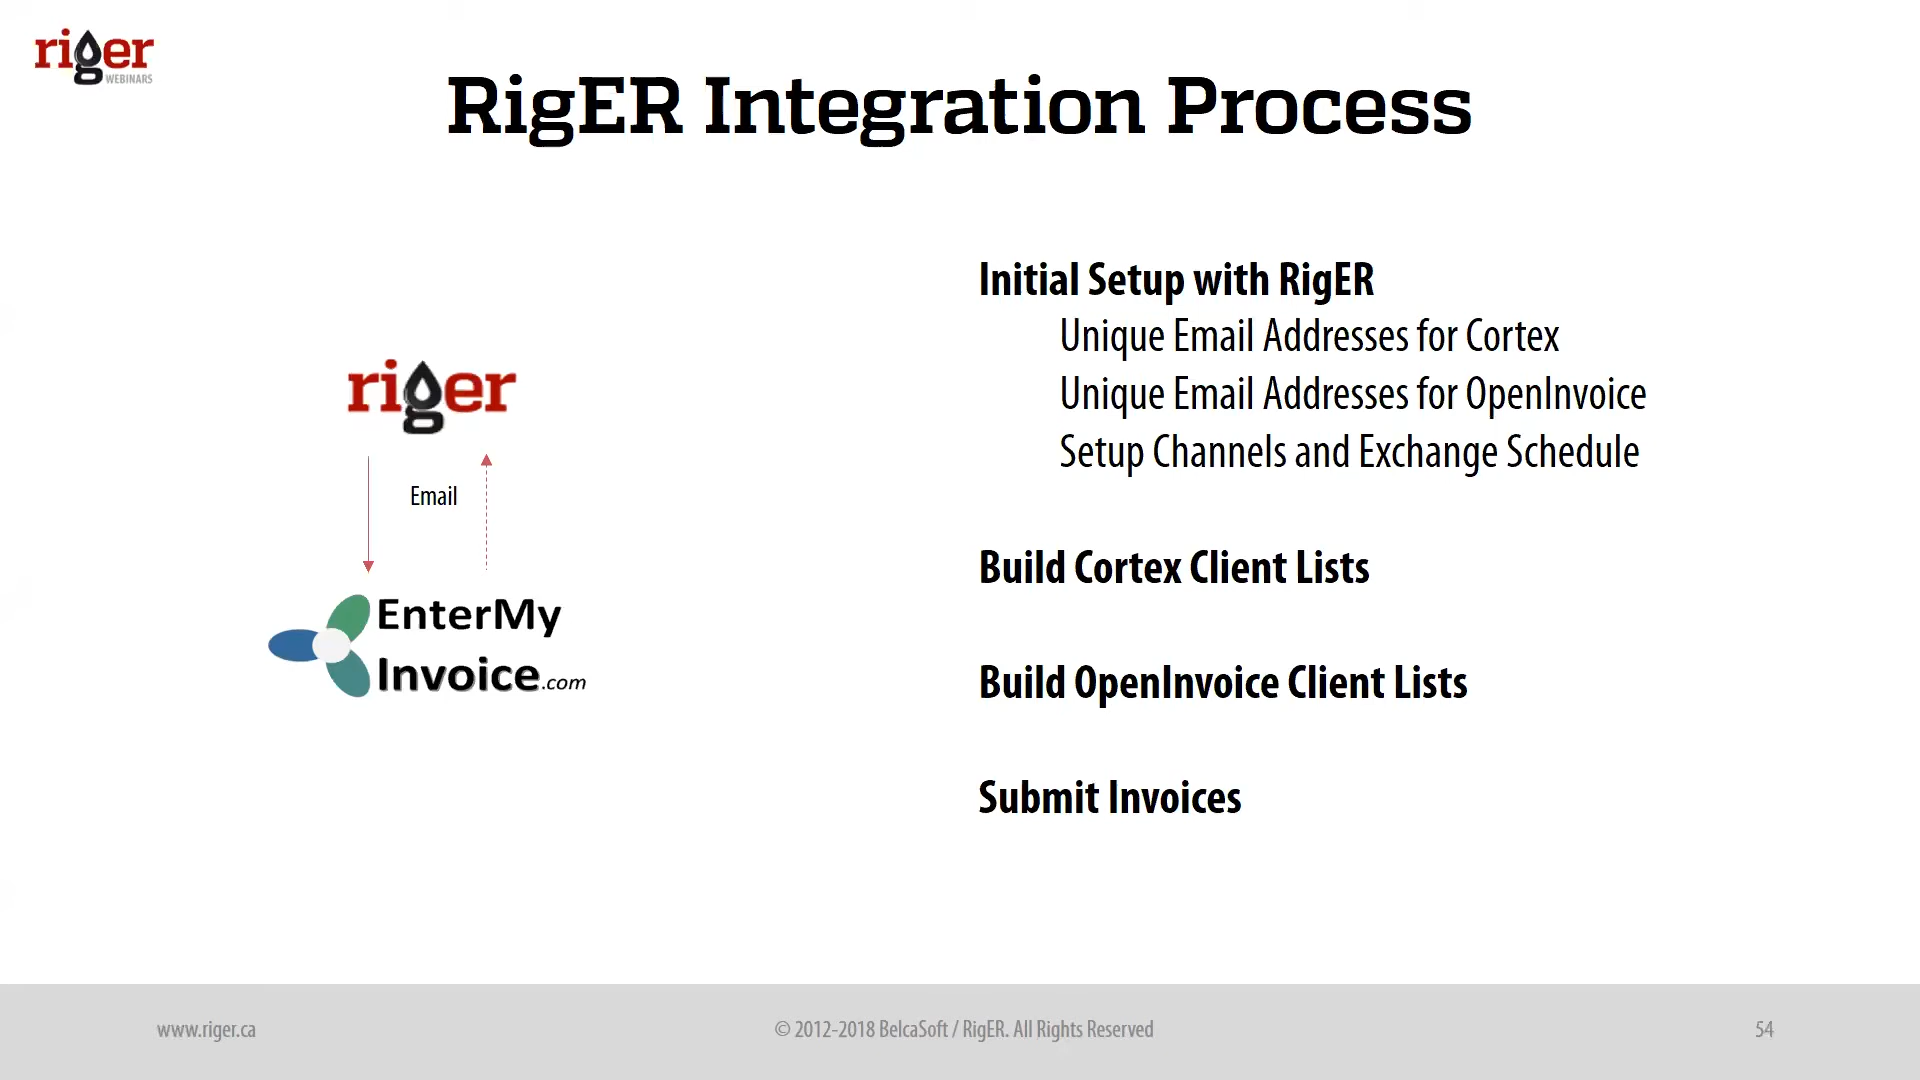 riger
WEBINARS
RigER Integration Process
Initial Setup with RigER
Unique Email Addresses for Cortex
Unique Email Addresses for OpenInvoice
Setup Channels and Exchange Schedule
riger
Email
EnterMy
Invoice.com
Build Cortex Client Lists
Build OpenInvoice Client Lists
Submit Invoices
www.riger.ca
© 2012-2018 BelcaSoft / RigER. All Rights Reserved
54